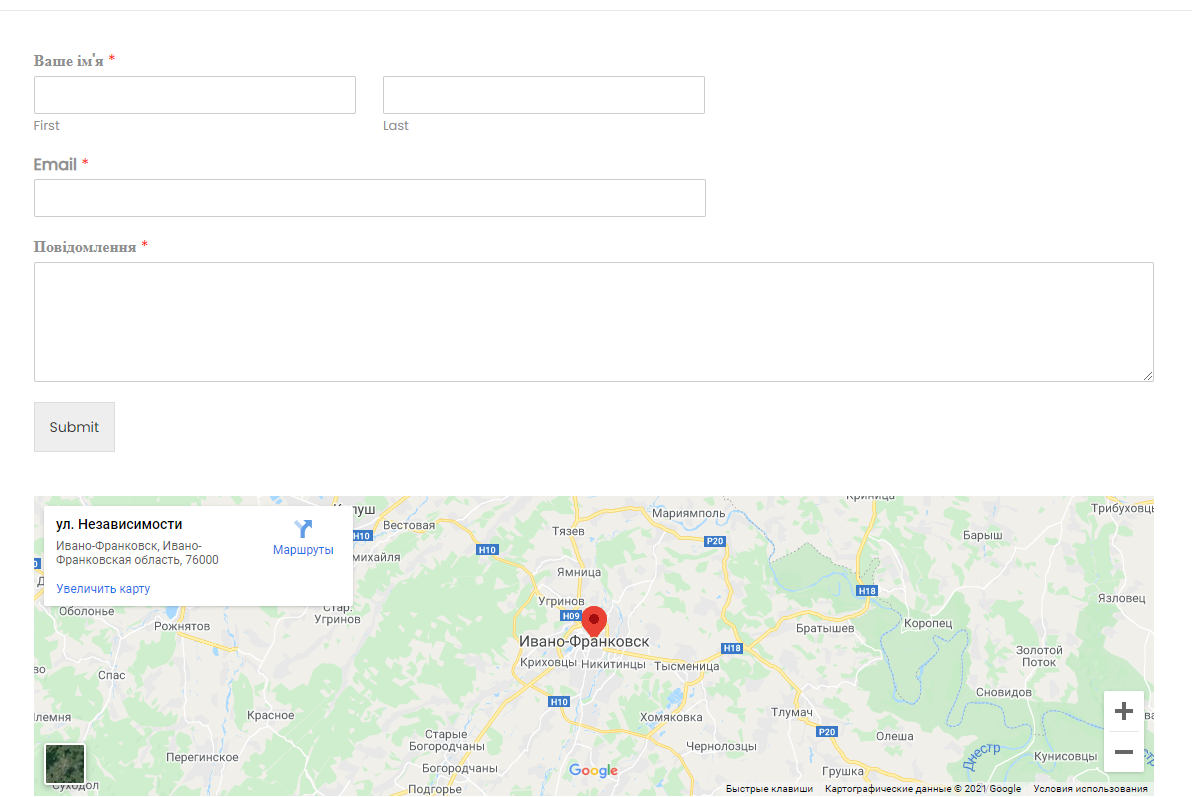 Ваше ім'я *
First
Last
Email *
Повідомлення *
Submit
ул. Независимости
Ивано-Франковск, Ивано-
Франковская область, 76000
Маршруты
Увеличить карту
Мариямполь
Трибуховцы
Вестовая
H10
Тязев
P20
Барыш
H10
Ямница
H18
Угринов
Язловец
Оболонье
Стар.
Угринов
H09
Рожнятов
Коропец
Братышев
Ивано-Франковск
H18
Золотой
Поток
Криховцы
Никитинцы
Тысменица
Спас
Сновидов
H10
Красное
Хомяковка
Тлумач
P20
Старые
Богородчаны
Чернолозцы
Олеша
Перегинское
Днестр
Кунисовцы
Богородчаны
Google
Грушка
Подгорье
Быстрые клавиши
Картографические данные © 2021 Google
Условия использования